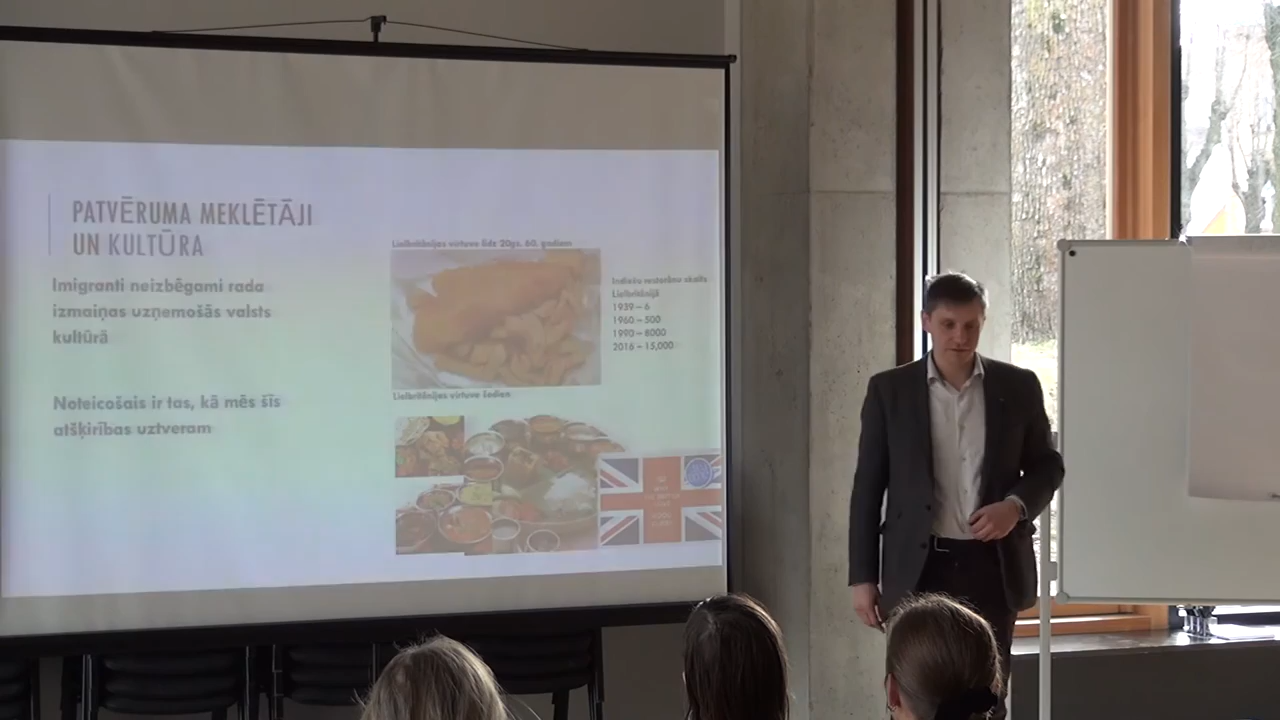 PATVĒRUMA MEKLĒTĀJI
UN KULTŪRA
Imigranti neizbēgami rada
izmaiņas uzņemošās valsts
kultūrā
Noteicošais ir tas, kā mēs šīs
atšķirības uztveram
Lielbritānijas virtuve līdz 20gs. 60. gadiem
Indiešu restorānu skaits
Lielbritānijā
1939 – 6
1960 – 500
1990 – 8000
2016 – 15,000
Lielbritānijas virtuve šodien